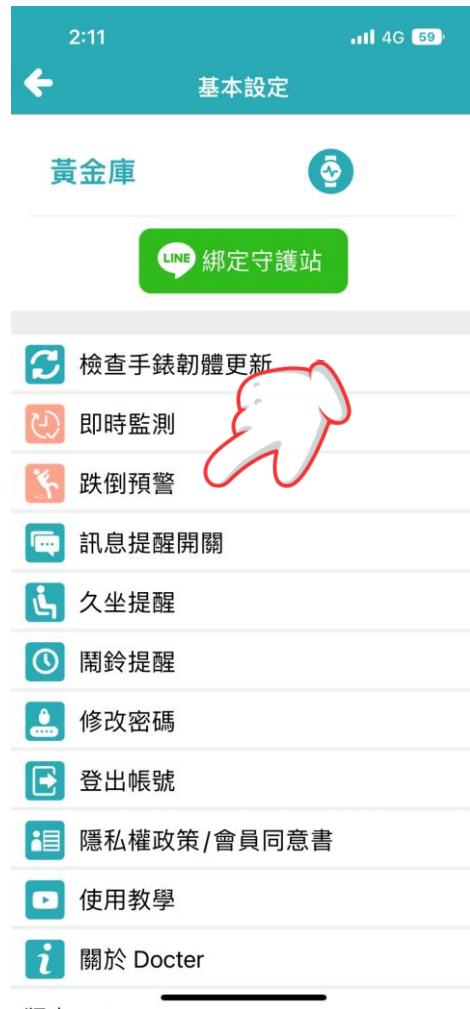 2:11
4G 59
基本設定
黃金庫
LINE 綁定守護站
檢查手錶韌體更新
即時監測
跌倒預警
訊息提醒開關
久坐提醒
鬧鈴提醒
修改密碼
登出帳號
隱私權政策/會員同意書
使用教學
關於 Docter